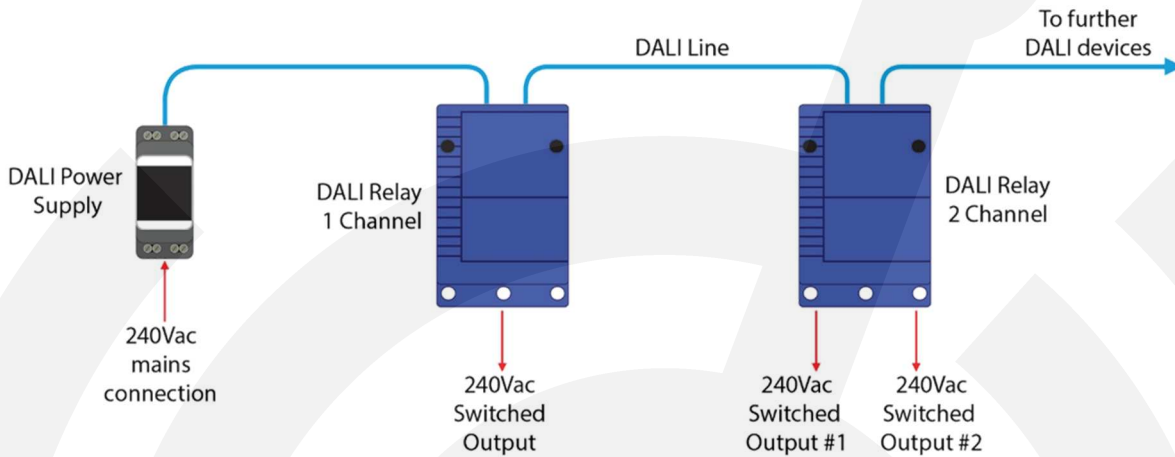 To further
DALI devices
DALI Line
DALI Power
Supply
DALI Relay
1 Channel
DALI Relay
2 Channel
240Vac
mains
connection
240Vac
Switched
Output
240Vac
Switched
Output #1
240Vac
Switched
Output #2